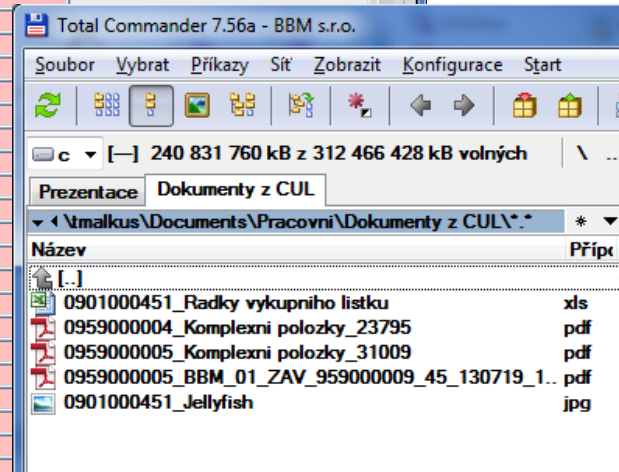 Total Commander 7.56a - BBM s.r.o.
Soubor Vybrat Příkazy Síť Zobrazit Konfigurace Start
c [—] 240 831 760 kB z 312 466 428 kB volných \ ..
Prezentace Dokumenty z CUL
\tmalkus\Documents\Pracovni\Dokumenty z CUL\*.* *
Název Přípo
[..]
0901000451_Radky vykupniho listku xls
0959000004_Komplexni polozky_23795 pdf
0959000005_Komplexni polozky_31009 pdf
0959000005_BBM_01_ZAV_959000009_45_130719_1.. pdf
0901000451_Jellyfish jpg